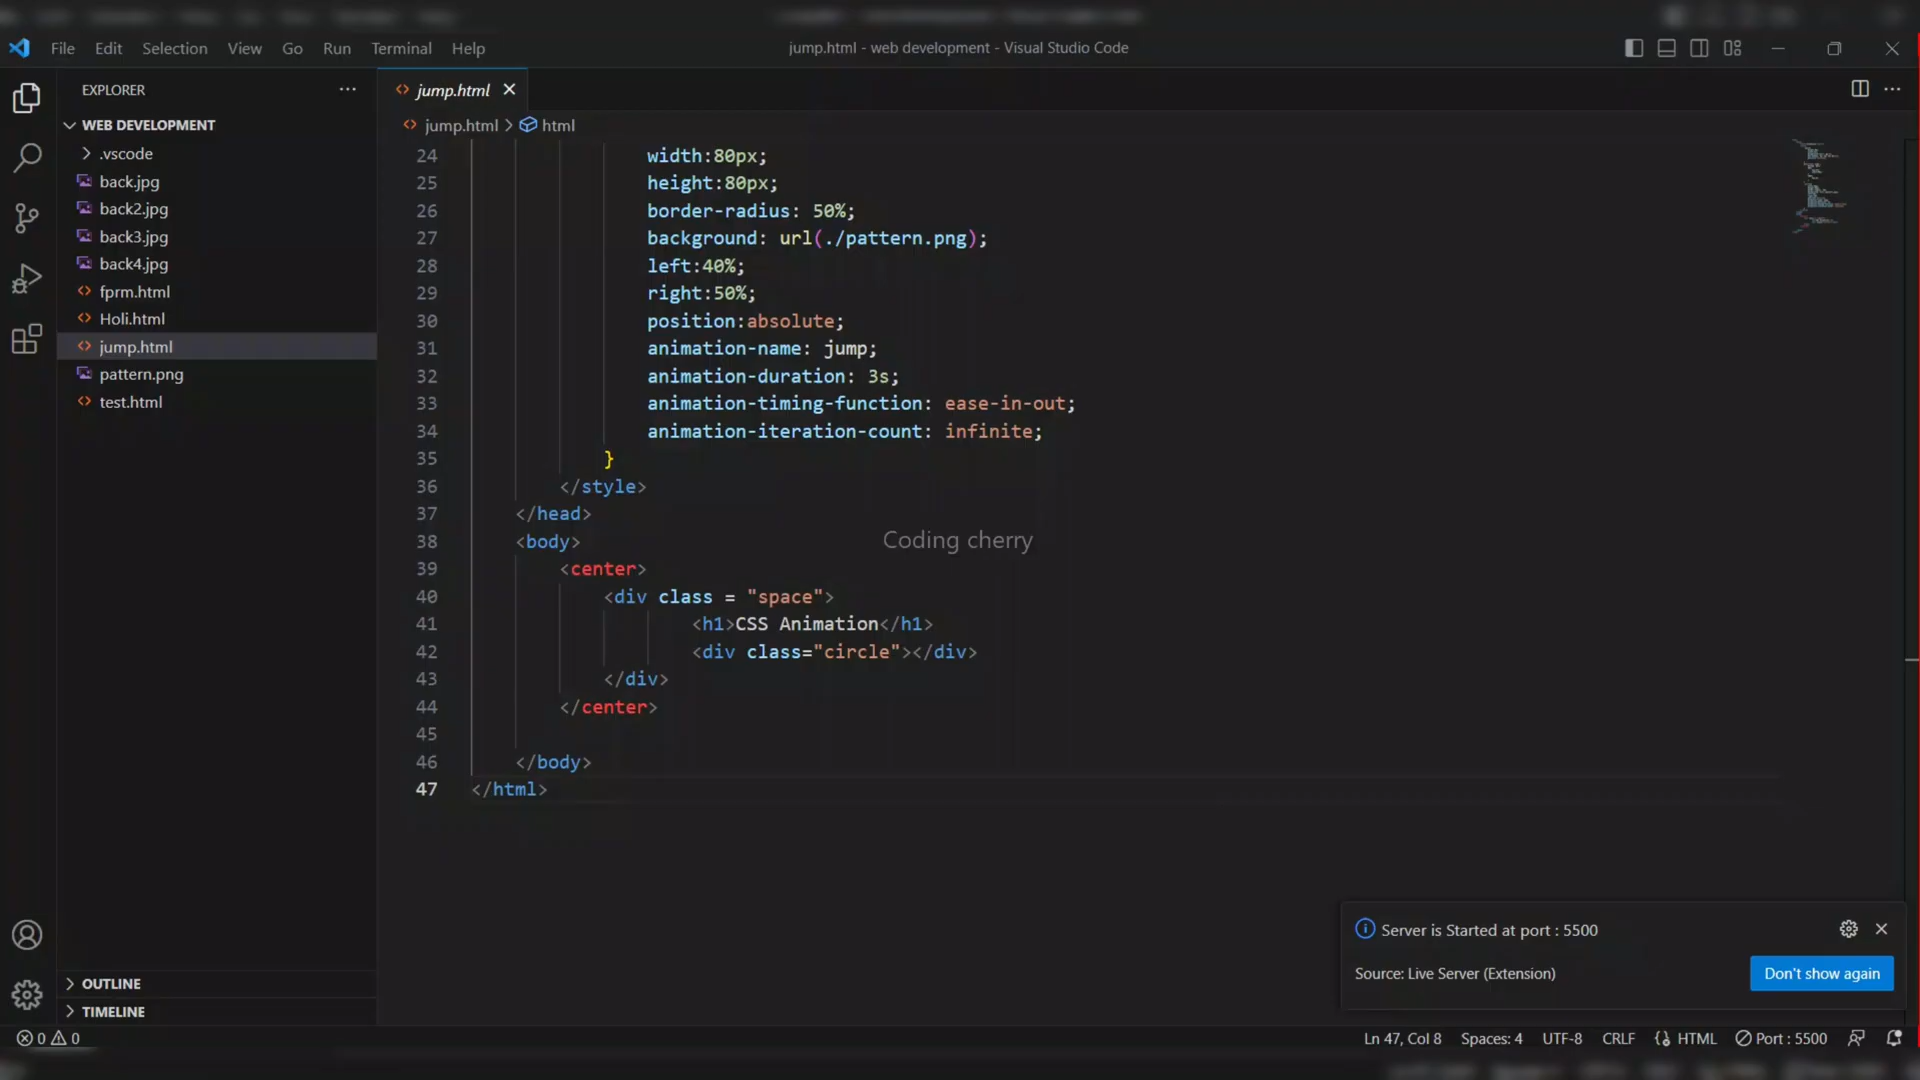 File Edit Selection View Go Run Terminal Help
jump.html - web development - Visual Studio Code
EXPLORER
jump.html
WEB DEVELOPMENT
jump.html > html
.vscode
back.jpg
back2.jpg
back3.jpg
back4.jpg
fprm.html
Holi.html
jump.html
pattern.png
test.html
24 width:80px;
25 height:80px;
26 border-radius: 50%;
27 background: url(./pattern.png);
28 left:40%;
29 right:50%;
30 position:absolute;
31 animation-name: jump;
32 animation-duration: 3s;
33 animation-timing-function: ease-in-out;
34 animation-iteration-count: infinite;
35 }
36 </style>
37 </head>
38 <body>
39 <center>
40 <div class = "space">
41 <h1>CSS Animation</h1>
42 <div class="circle"></div>
43 </div>
44 </center>
45
46 </body>
47 </html>
Coding cherry
Server is Started at port : 5500
Source: Live Server (Extension)
Don't show again
OUTLINE
TIMELINE
0 0
Ln 47, Col 8 Spaces: 4 UTF-8 CRLF HTML Port : 5500